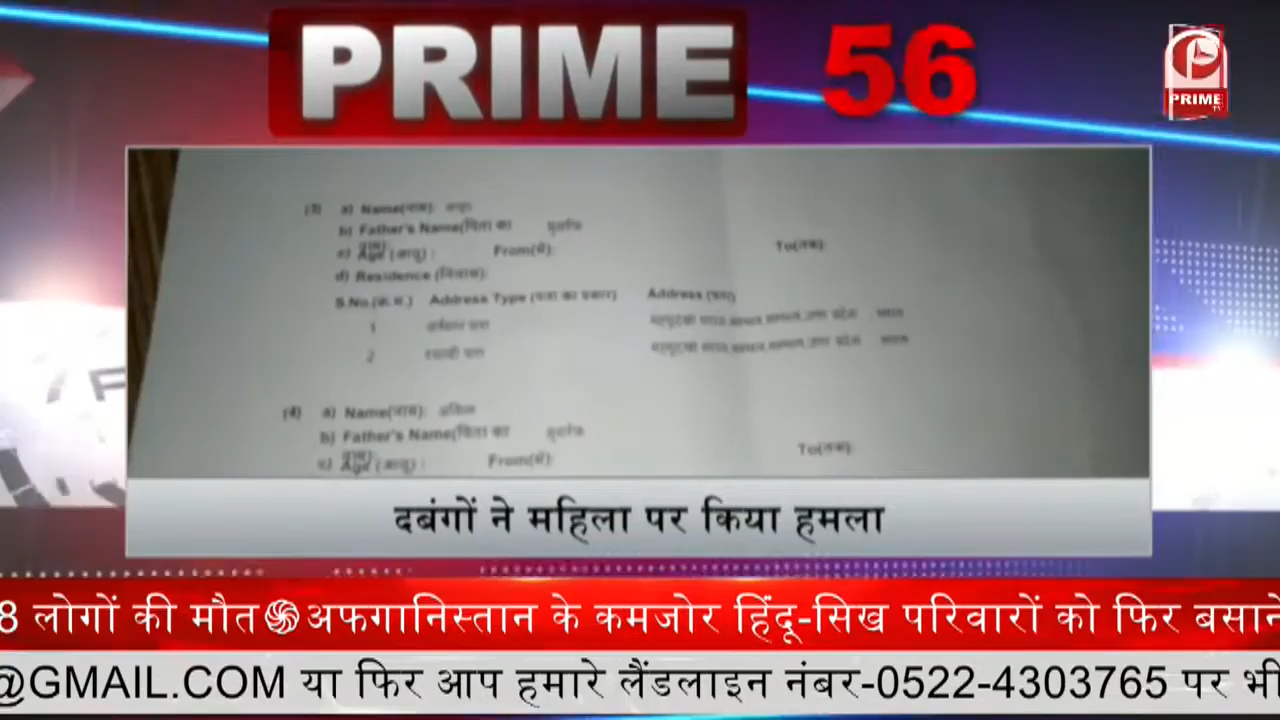 PRIME 56
PRIME
TV
(3) a) Name(नाम):
b) Father's Name(पिता का
नाम):
c) Age (आयु) : From(से): To(तक):
d) Residence (निवास):
S.No.(क्र.सं.) Address Type (पता का प्रकार) Address (पता)
1
2
(4) a) Name(नाम):
b) Father's Name(पिता का
नाम):
c) Age (आयु) : From(से): To(तक):
दबंगों ने महिला पर किया हमला
8 लोगों की मौत अफगानिस्तान के कमजोर हिंदू-सिख परिवारों को फिर बसाने
@GMAIL.COM या फिर आप हमारे लैंडलाइन नंबर-0522-4303765 पर भी